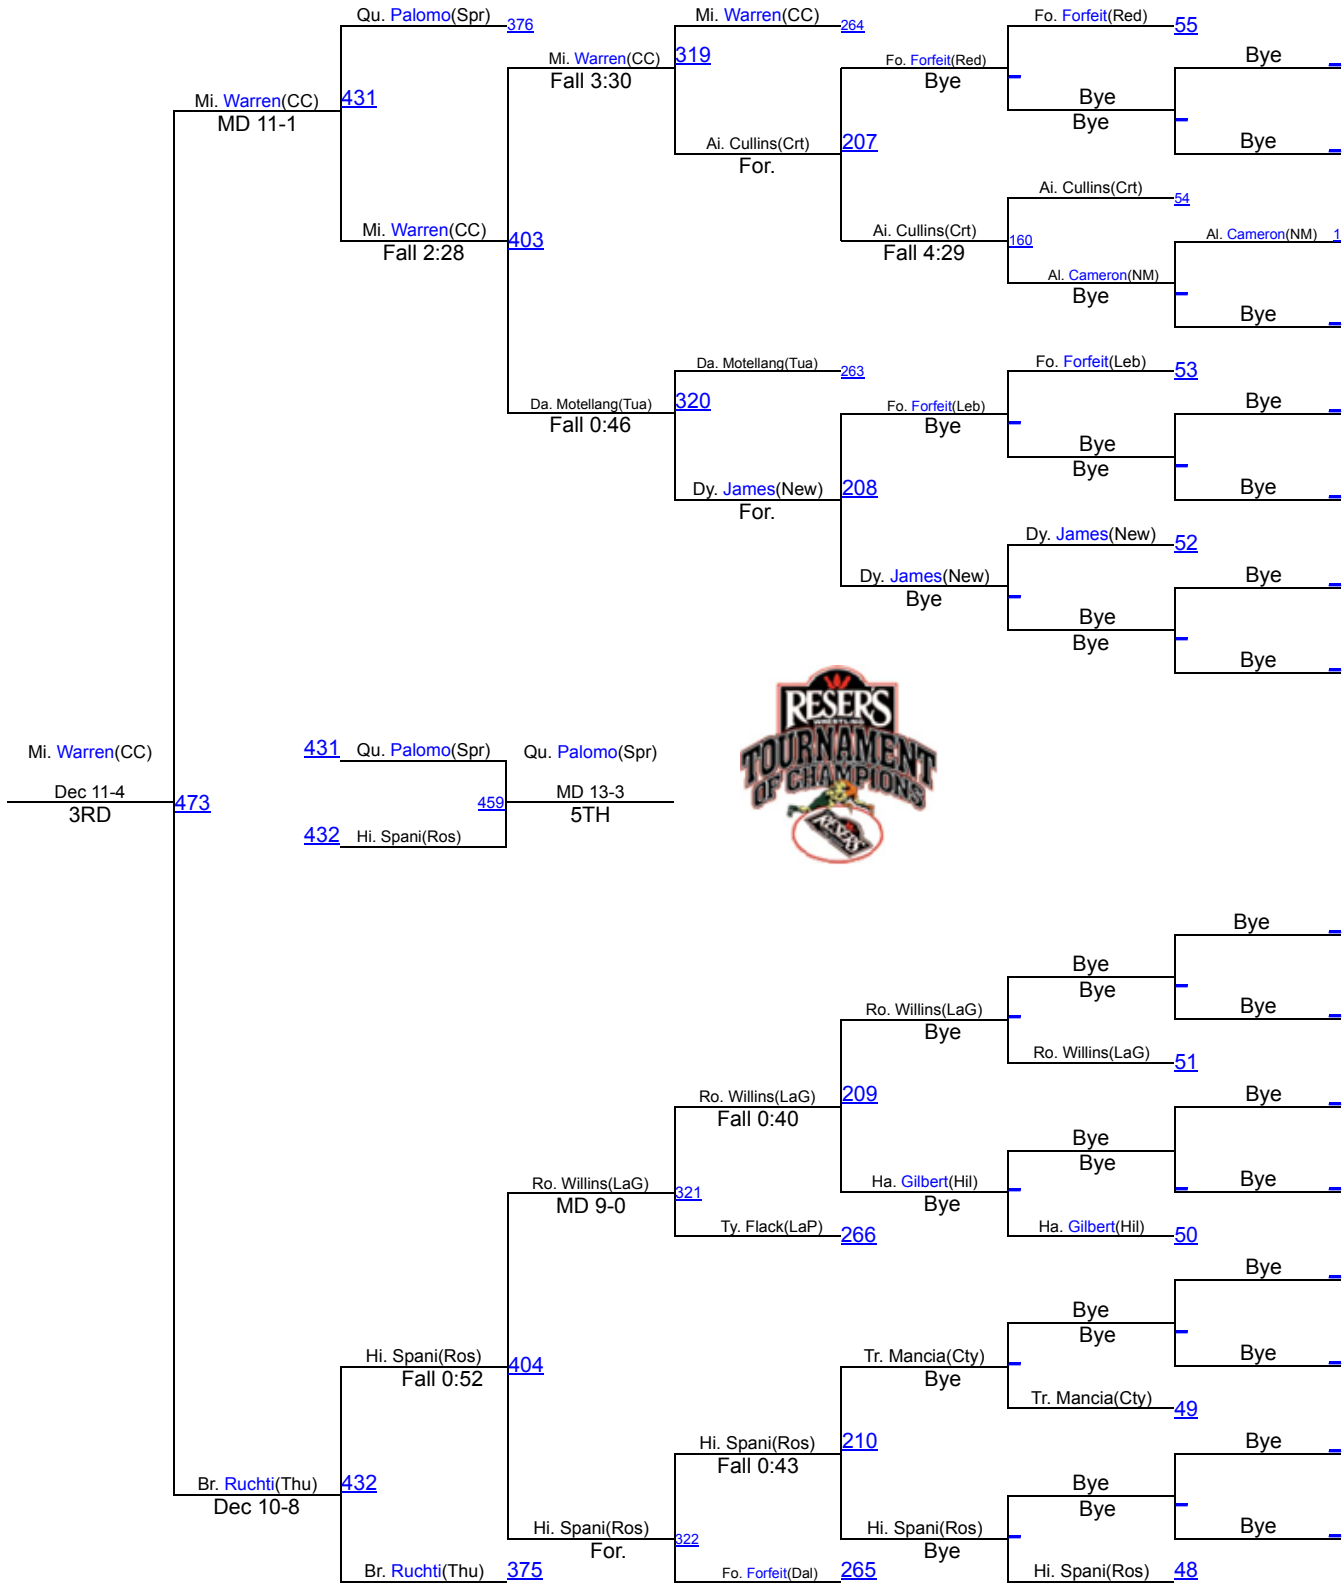 Qu. Palomo(Spr) 376
Mi. Warren(CC) 264
Fo. Forfeit(Red) 55
Bye
Mi. Warren(CC) 319
Fall 3:30
Fo. Forfeit(Red)
Bye
Bye
Bye
Mi. Warren(CC) 431
MD 11-1
Ai. Cullins(Crt) 207
For.
Bye
Ai. Cullins(Crt) 54
Mi. Warren(CC) 403
Fall 2:28
Ai. Cullins(Crt) 160
Fall 4:29
Al. Cameron(NM) 1
Al. Cameron(NM)
Bye
Bye
Da. Motellang(Tua) 263
Fo. Forfeit(Leb) 53
Da. Motellang(Tua) 320
Fall 0:46
Fo. Forfeit(Leb)
Bye
Bye
Bye
Bye
Dy. James(New) 208
For.
Bye
Dy. James(New) 52
Dy. James(New)
Bye
Bye
Bye
Bye
Bye
RESER'S
WRESTLING
TOURNAMENT
OF CHAMPIONS
RESER'S
Mi. Warren(CC)
431 Qu. Palomo(Spr)
Qu. Palomo(Spr)
Dec 11-4
3RD
473
459
MD 13-3
5TH
432 Hi. Spani(Ros)
Bye
Bye
Bye
Ro. Willins(LaG)
Bye
Bye
Ro. Willins(LaG) 51
Ro. Willins(LaG) 209
Fall 0:40
Bye
Bye
Bye
Ro. Willins(LaG) 321
MD 9-0
Ha. Gilbert(Hil)
Bye
Bye
Ty. Flack(LaP) 266
Ha. Gilbert(Hil) 50
Bye
Bye
Bye
Hi. Spani(Ros) 404
Fall 0:52
Tr. Mancia(Cty)
Bye
Bye
Tr. Mancia(Cty) 49
Hi. Spani(Ros) 210
Fall 0:43
Bye
Br. Ruchti(Thu) 432
Dec 10-8
Bye
Bye
Hi. Spani(Ros) 322
For.
Hi. Spani(Ros)
Bye
Bye
Br. Ruchti(Thu) 375
Fo. Forfeit(Dal) 265
Hi. Spani(Ros) 48